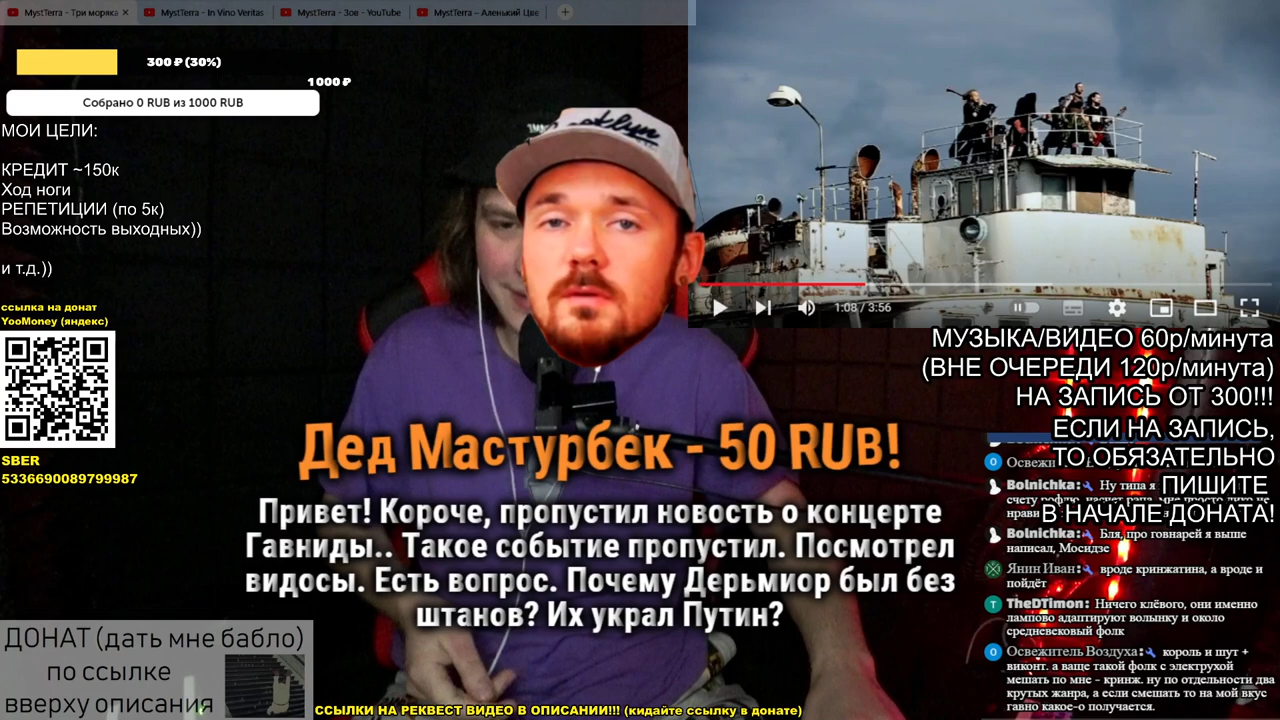 MystTerra - Три моряка
MystTerra - In Vino Veritas
MystTerra - Зов - YouTube
MystTerra – Аленький Цве
300 ₽ (30%)
1 000 ₽
Собрано 0 RUB из 1000 RUB
МОИ ЦЕЛИ:
КРЕДИТ ~150к
Ход ноги
РЕПЕТИЦИИ (по 5к)
Возможность выходных))
и т.д.))
ссылка на донат
YooMoney (яндекс)
SBER
5336690089799987
ДОНАТ (дать мне бабло)
по ссылке
вверху описания
1:08 / 3:56
Дед Мастурбек - 50 RUB!
Привет! Короче, пропустил новость о концерте
Гавниды.. Такое событие пропустил. Посмотрел
видосы. Есть вопрос. Почему Дерьмиор был без
штанов? Их украл Путин?
ССЫЛКИ НА РЕКВЕСТ ВИДЕО В ОПИСАНИИ!!! (кидайте ссылку в донате)
МУЗЫКА/ВИДЕО 60р/минута
(ВНЕ ОЧЕРЕДИ 120р/минута)
НА ЗАПИСЬ ОТ 300!!!
ЕСЛИ НА ЗАПИСЬ,
ТО ОБЯЗАТЕЛЬНО
ПИШИТЕ
В НАЧАЛЕ ДОНАТА!
Bolnichka: Ну типа я
Bolnichka: Бля, про говнарей я выше
написал, Мосидзе
Янин Иван: вроде кринжатина, а вроде и
пойдёт
TheDTimon: Ничего клёвого, они именно
лампово адаптируют волынку и около
средневековый фолк
Освежитель Воздуха: король и шут +
виконт. а ваще такой фолк с электрухой
мешать по мне - кринж. ну по отдельности два
крутых жанра, а если смешать то на мой вкус
гавно какое-о получается.